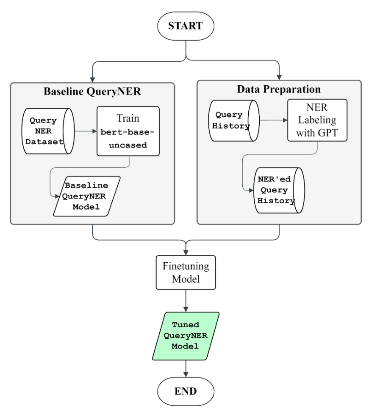 START
Baseline QueryNER
Query
NER
Dataset
Train
bert-base-
uncased
Baseline
QueryNER
Model
Data Preparation
Query
History
NER
Labeling
with GPT
NER'ed
Query
History
Finetuning
Model
Tuned
QueryNER
Model
END